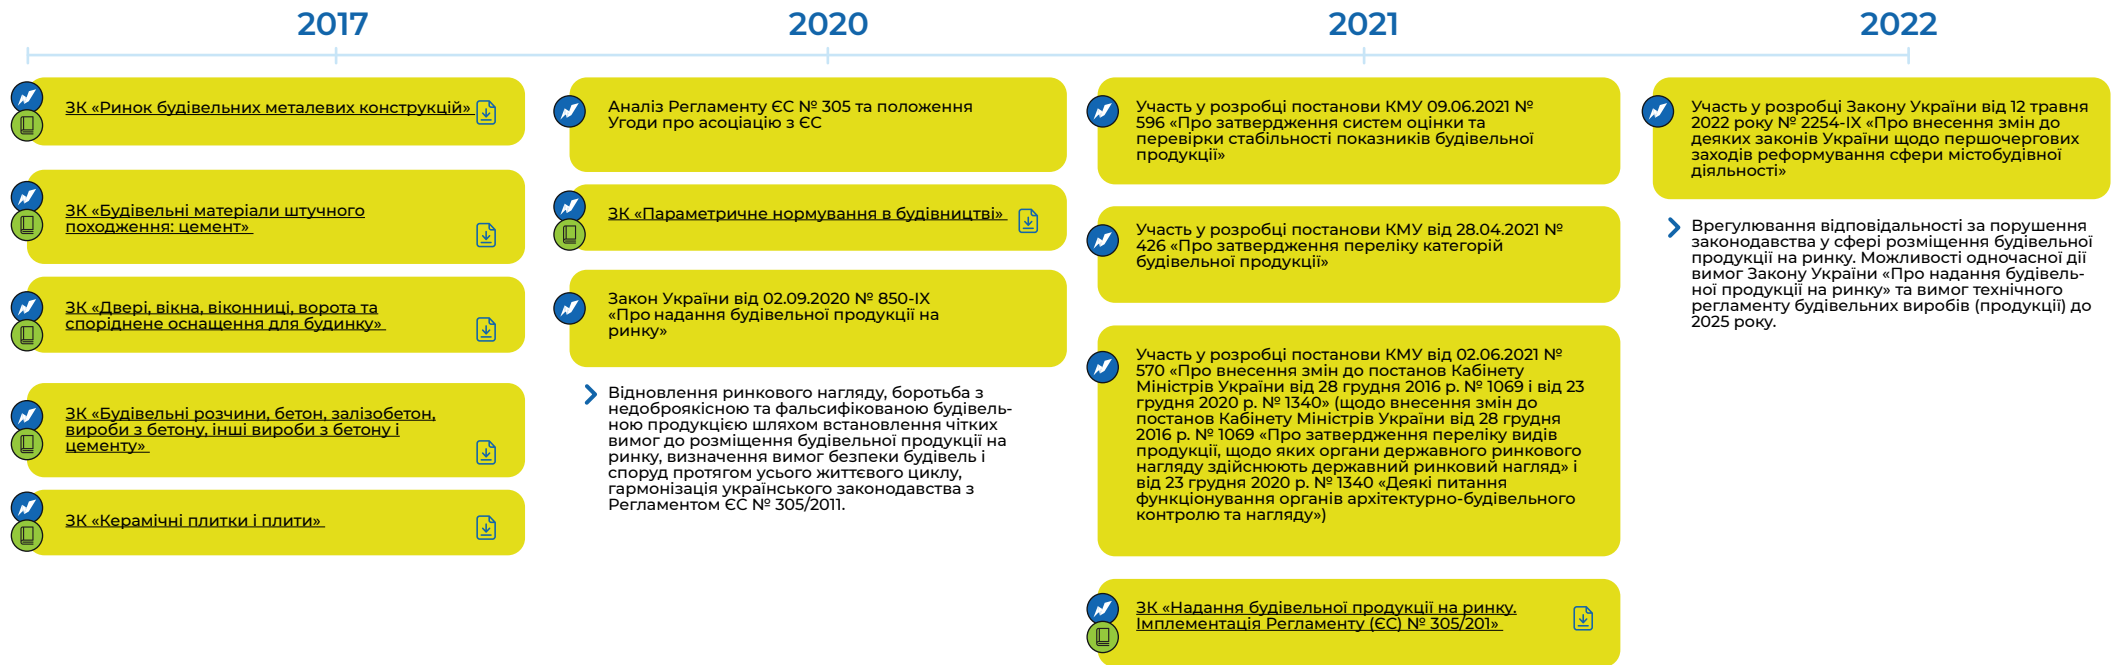 2017
ЗК «Ринок будівельних металевих конструкцій»
ЗК «Будівельні матеріали штучного
походження: цемент»
ЗК «Двері, вікна, віконниці, ворота та
споріднене оснащення для будинку»
ЗК «Будівельні розчини, бетон, залізобетон,
вироби з бетону, інші вироби з бетону і
цементу»
ЗК «Керамічні плитки і плити»
2020
Аналіз Регламенту ЄС № 305 та положення
Угоди про асоціацію з ЄС
ЗК «Параметричне нормування в будівництві»
Закон України від 02.09.2020 № 850-IX
«Про надання будівельної продукції на
ринку»
Відновлення ринкового нагляду, боротьба з
недоброякісною та фальсифікованою будівель-
ною продукцією шляхом встановлення чітких
вимог до розміщення будівельної продукції на
ринку, визначення вимог безпеки будівель і
споруд протягом усього життєвого циклу,
гармонізація українського законодавства з
Регламентом ЄС № 305/2011.
2021
Участь у розробці постанови КМУ 09.06.2021 №
596 «Про затвердження систем оцінки та
перевірки стабільності показників будівельної
продукції»
Участь у розробці постанови КМУ від 28.04.2021 №
426 «Про затвердження переліку категорій
будівельної продукції»
Участь у розробці постанови КМУ від 02.06.2021 №
570 «Про внесення змін до постанов Кабінету
Міністрів України від 28 грудня 2016 р. № 1069 і від 23
грудня 2020 р. № 1340» (щодо внесення змін до
постанов Кабінету Міністрів України від 28 грудня
2016 р. № 1069 «Про затвердження переліку видів
продукції, щодо яких органи державного ринкового
нагляду здійснюють державний ринковий нагляд» і
від 23 грудня 2020 р. № 1340 «Деякі питання
функціонування органів архітектурно-будівельного
контролю та нагляду»)
ЗК «Надання будівельної продукції на ринку.
Імплементація Регламенту (ЄС) № 305/201»
2022
Участь у розробці Закону України від 12 травня
2022 року № 2254-IX «Про внесення змін до
деяких законів України щодо першочергових
заходів реформування сфери містобудівної
діяльності»
Врегулювання відповідальності за порушення
законодавства у сфері розміщення будівельної
продукції на ринку. Можливості одночасної дії
вимог Закону України «Про надання будівель-
ної продукції на ринку» та вимог технічного
регламенту будівельних виробів (продукції) до
2025 року.